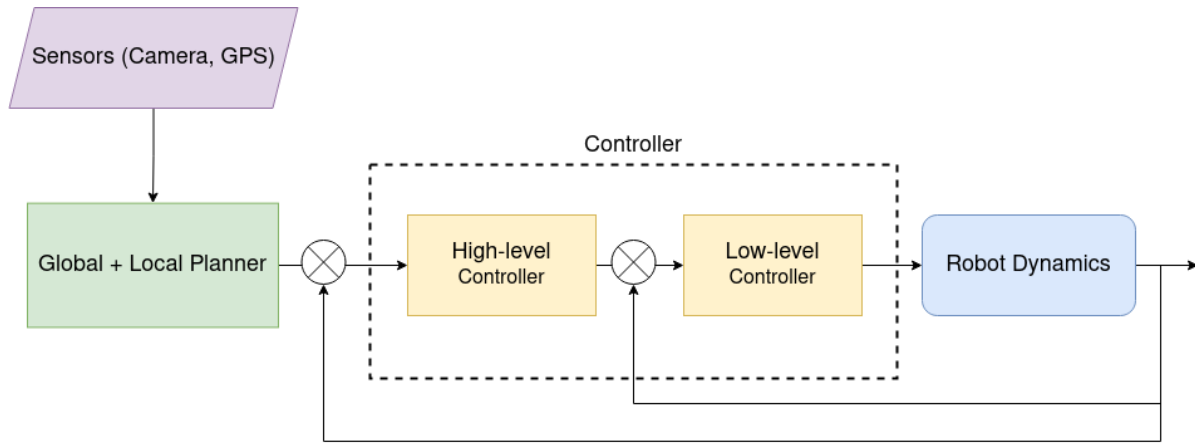 Sensors (Camera, GPS)
Controller
Global + Local Planner
High-level
Controller
Low-level
Controller
Robot Dynamics